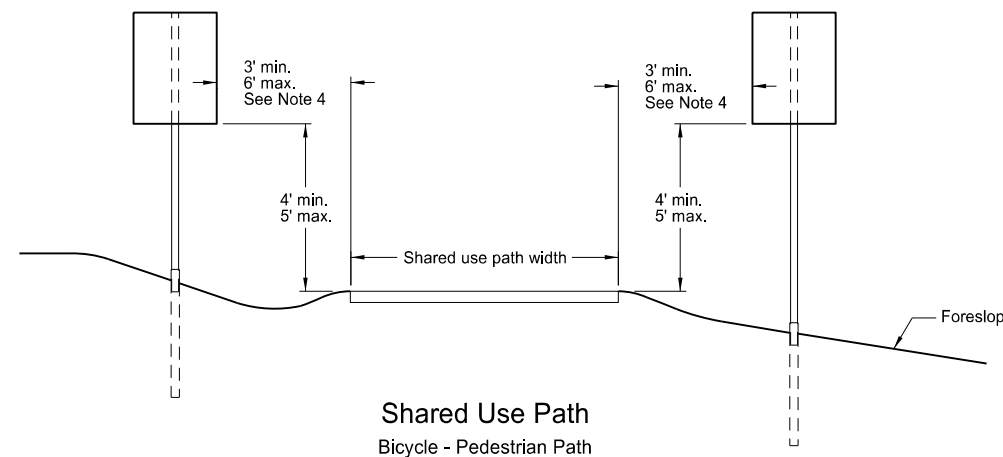 3' min.
6' max.
See Note 4
3' min.
6' max.
See Note 4
4' min.
5' max.
4' min.
5' max.
Shared use path width
Foreslop
Shared Use Path
Bicycle - Pedestrian Path